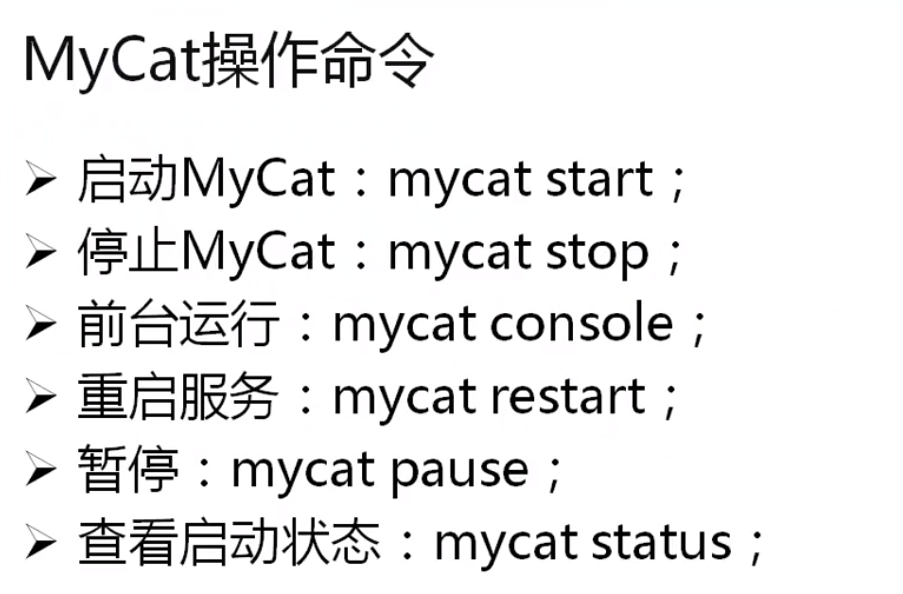 MyCat操作命令
➢ 启动MyCat：mycat start；
➢ 停止MyCat：mycat stop；
➢ 前台运行：mycat console；
➢ 重启服务：mycat restart；
➢ 暂停：mycat pause；
➢ 查看启动状态：mycat status；